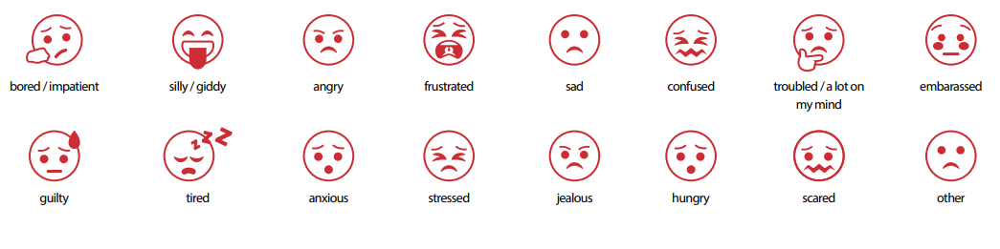 bored / impatient
silly / giddy
angry
frustrated
sad
confused
troubled / a lot on
my mind
embarassed
guilty
tired
anxious
stressed
jealous
hungry
scared
other